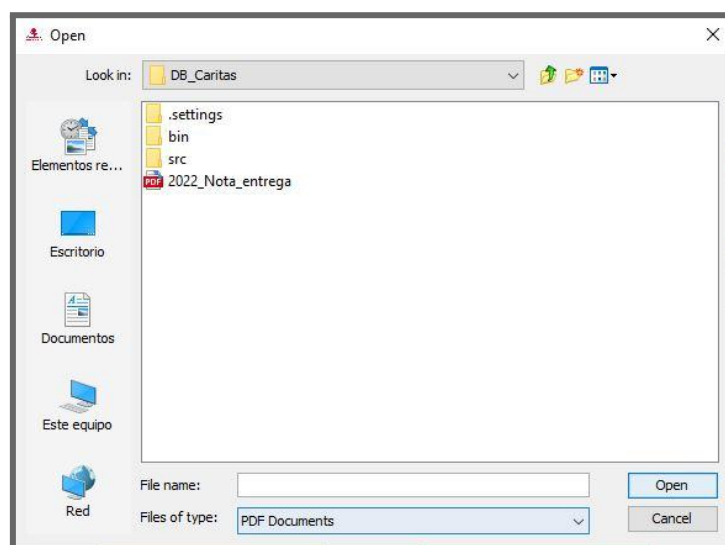 Open
Look in: DB_Caritas
.settings
bin
src
PDF 2022_Nota_entrega
Elementos re...
Escritorio
Documentos
Este equipo
Red
File name:
Open
Files of type: PDF Documents
Cancel